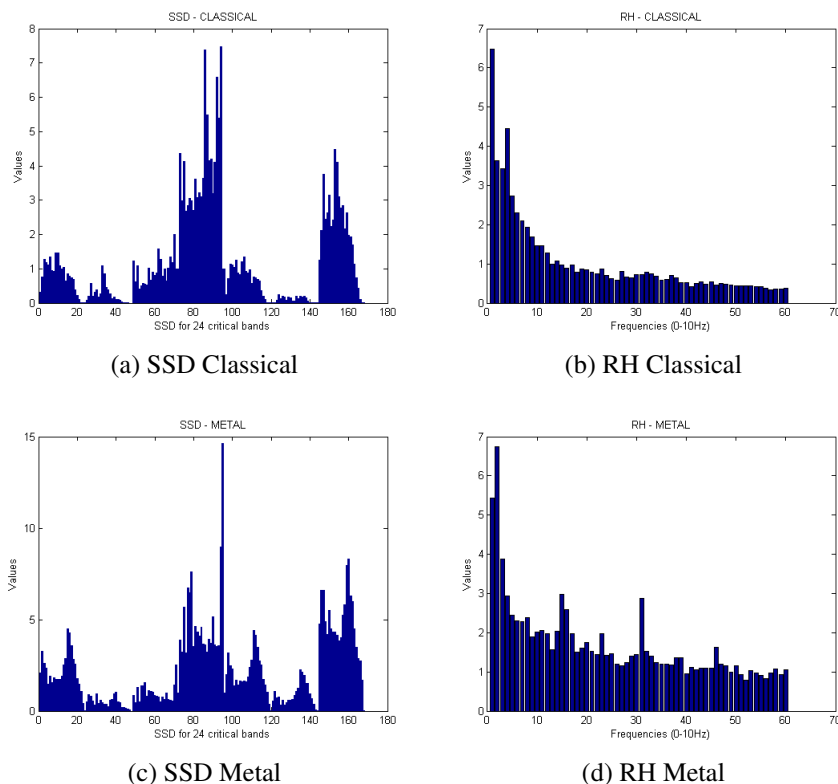 SSD - CLASSICAL
8
7
6
5
4
3
2
1
0
Values
0 20 40 60 80 100 120 140 160 180
SSD for 24 critical bands
(a) SSD Classical
RH - CLASSICAL
7
6
5
4
3
2
1
0
Values
0 10 20 30 40 50 60 70
Frequencies (0-10Hz)
(b) RH Classical
SSD - METAL
15
10
5
0
Values
0 20 40 60 80 100 120 140 160 180
SSD for 24 critical bands
(c) SSD Metal
RH - METAL
7
6
5
4
3
2
1
0
Values
0 10 20 30 40 50 60 70
Frequencies (0-10Hz)
(d) RH Metal